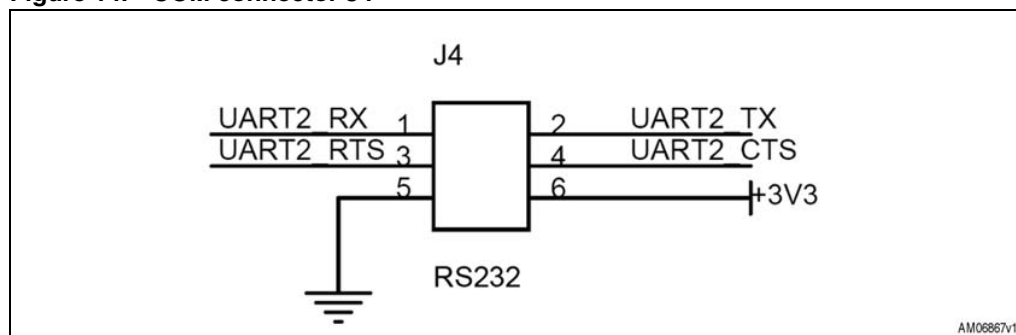 J4
UART2_RX 1 2 UART2_TX
UART2_RTS 3 4 UART2_CTS
5 6 +3V3
RS232
AM06867v1